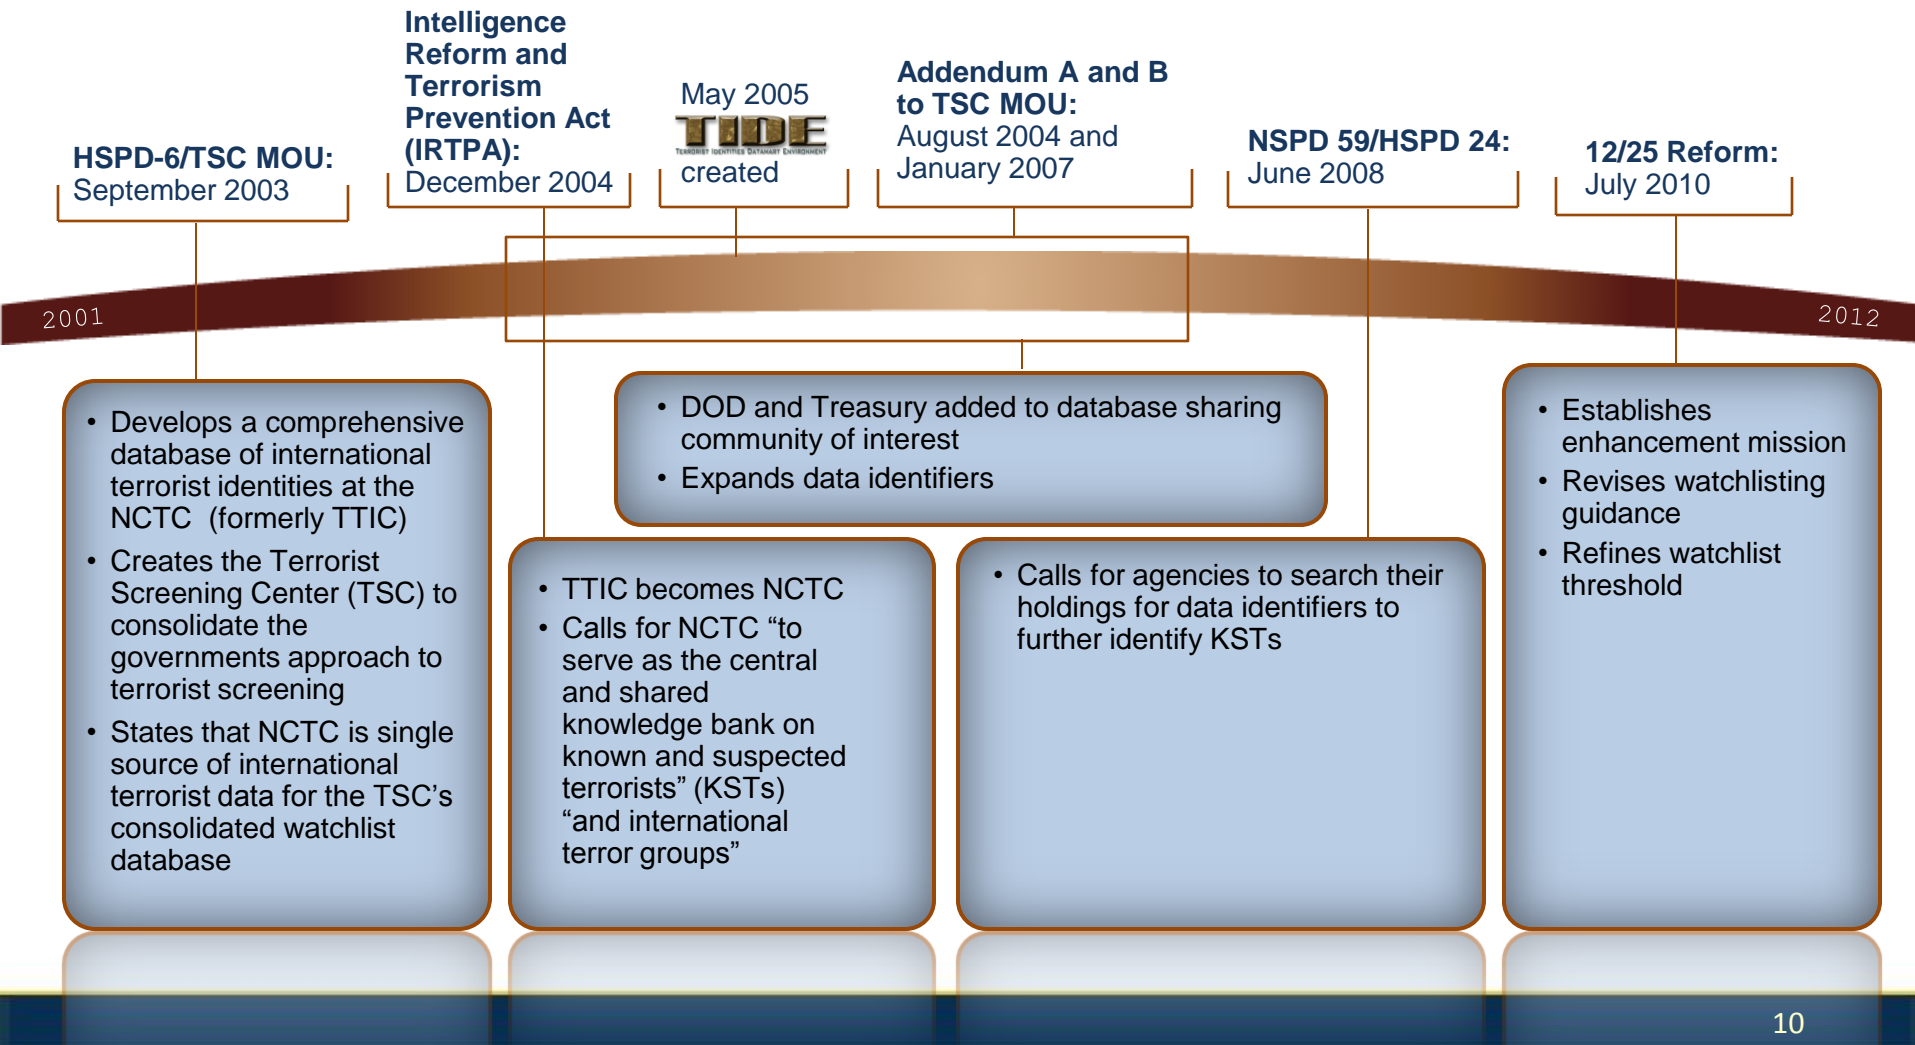 HSPD-6/TSC MOU:
September 2003
Intelligence
Reform and
Terrorism
Prevention Act
(IRTPA):
December 2004
May 2005
TIDE
TERRORIST IDENTITIES DATAMART ENVIRONMENT
created
Addendum A and B
to TSC MOU:
August 2004 and
January 2007
NSPD 59/HSPD 24:
June 2008
12/25 Reform:
July 2010
2001
2012
• Develops a comprehensive
database of international
terrorist identities at the
NCTC (formerly TTIC)
• Creates the Terrorist
Screening Center (TSC) to
consolidate the
governments approach to
terrorist screening
• States that NCTC is single
source of international
terrorist data for the TSC’s
consolidated watchlist
database
• TTIC becomes NCTC
• Calls for NCTC “to
serve as the central
and shared
knowledge bank on
known and suspected
terrorists” (KSTs)
“and international
terror groups”
• DOD and Treasury added to database sharing
community of interest
• Expands data identifiers
• Calls for agencies to search their
holdings for data identifiers to
further identify KSTs
• Establishes
enhancement mission
• Revises watchlisting
guidance
• Refines watchlist
threshold
10